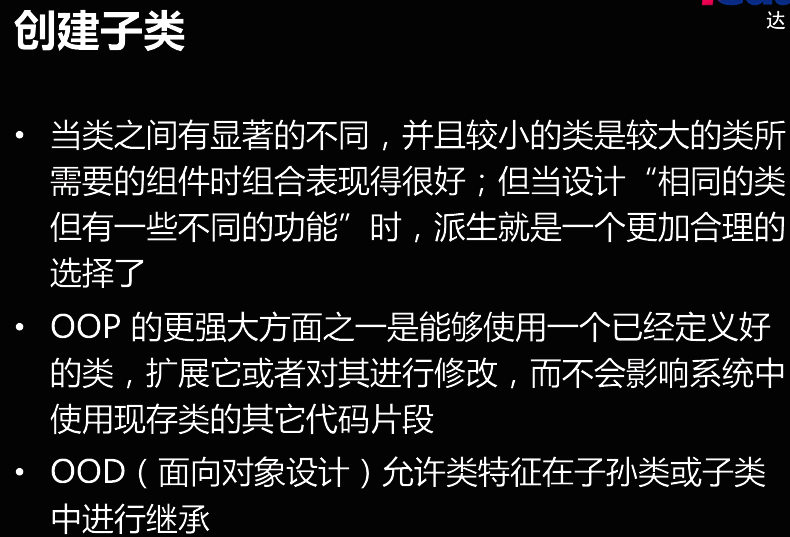 达
创建子类
• 当类之间有显著的不同，并且较小的类是较大的类所
需要的组件时组合表现得很好；但当设计“相同的类
但有一些不同的功能”时，派生就是一个更加合理的
选择了
• OOP 的更强大方面之一是能够使用一个已经定义好
的类，扩展它或者对其进行修改，而不会影响系统中
使用现存类的其它代码片段
• OOD（面向对象设计）允许类特征在子孙类或子类
中进行继承